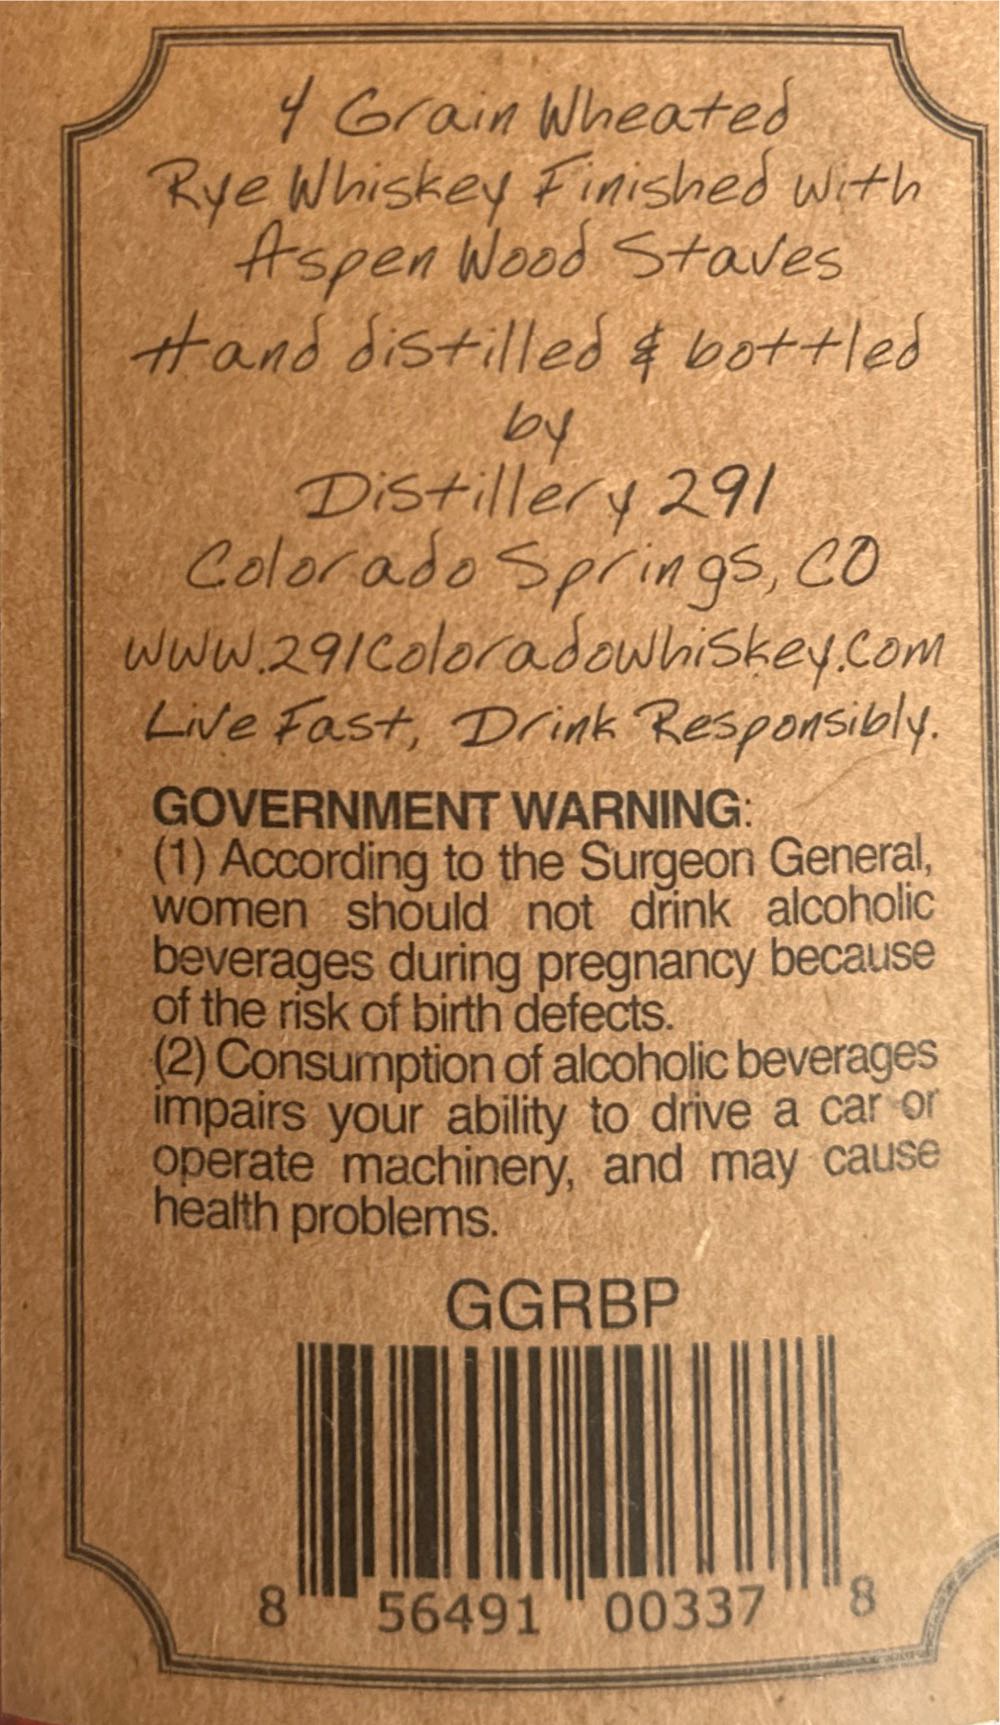 4 Grain Wheated
Rye Whiskey Finished with
Aspen Wood Staves
Hand distilled & bottled
by
Distillery 291
Colorado Springs, CO
www.291coloradowhiskey.com
Live Fast, Drink Responsibly.
GOVERNMENT WARNING:
(1) According to the Surgeon General,
women should not drink alcoholic
beverages during pregnancy because
of the risk of birth defects.
(2) Consumption of alcoholic beverages
impairs your ability to drive a car or
operate machinery, and may cause
health problems.
GGRBP
8 56491 00337 8